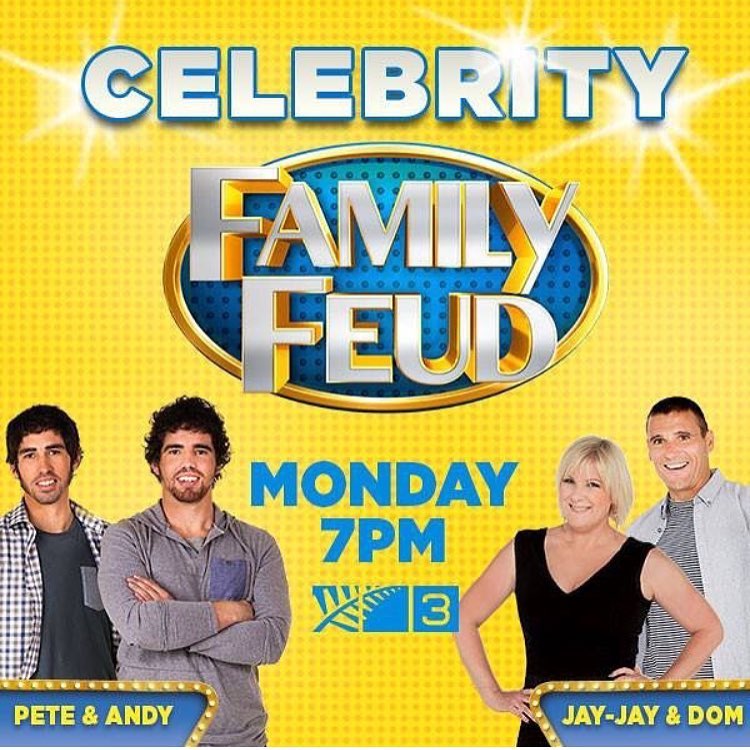 CELEBRITY
FAMILY
FEUD
MONDAY
7PM
3
PETE & ANDY
JAY-JAY & DOM